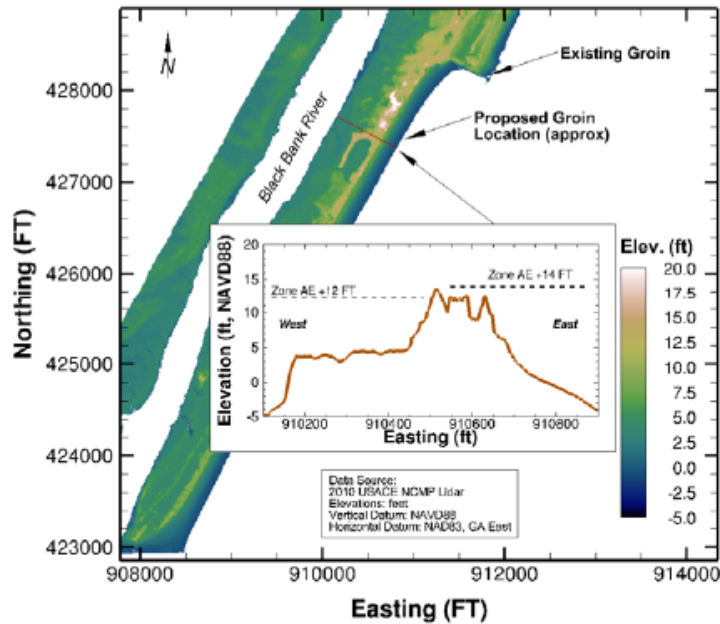 N
Existing Groin
Proposed Groin
Location (approx)
Black Bank River
Northing (FT)
428000
427000
426000
425000
424000
423000
Elevation (ft, NAVD88)
20
15
10
5
0
-5
Zone AE +12 FT
Zone AE +14 FT
West
East
910200
910400
910600
910800
Easting (ft)
Elev. (ft)
20.0
17.5
15.0
12.5
10.0
7.5
5.0
2.5
0.0
-2.5
-5.0
Data Source:
2010 USACE NCMP Lidar
Elevations: feet
Vertical Datum: NAVD88
Horizontal Datum: NAD83, GA East
908000
910000
912000
914000
Easting (FT)